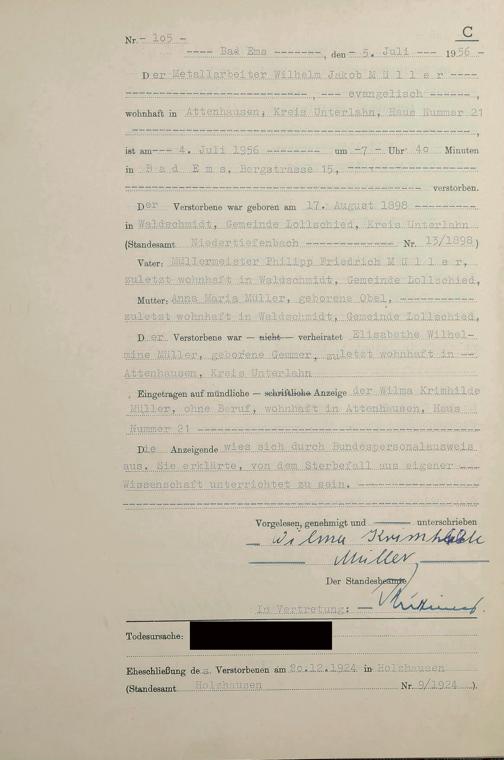 C
Nr. - 105 -
---- Bad Ems -------, den - 5. Juli --- 1956 -
Der Metallarbeiter Wilhelm Jakob M ü l l e r ----
--------------------------, --- evangelisch ------ ,
wohnhaft in Attenhausen, Kreis Unterlahn, Haus Nummer 21
--------------------------------------------------- ,
ist am --- 4. Juli 1956 -------- um -7 - Uhr 40 Minuten
in B a d E m s, Bergstrasse 15, --------------------
--------------------------------------------- verstorben.
Der Verstorbene war geboren am 17. August 1898 ---------
in Waldschmidt, Gemeinde Lollschied, Kreis Unterlahn
(Standesamt Niedertiefenbach ------------- Nr. 13/1898)
Vater: Müllermeister Philipp Friedrich M ü l l e r,
zuletzt wohnhaft in Waldschmidt, Gemeinde Lollschied,
Mutter: Anna Maria Müller, geborene Obel, -----------
zuletzt wohnhaft in Waldschmidt, Gemeinde Lollschied,
Der Verstorbene war — nicht — verheiratet Elisabethe Wilhel-
mine Müller, geborene Gemmer, zuletzt wohnhaft in ---
Attenhausen, Kreis Unterlahn
Eingetragen auf mündliche — schriftliche Anzeige der Wilma Krimhilde
Müller, ohne Beruf, wohnhaft in Attenhausen, Haus
Nummer 21 ----------------------------------------
Die Anzeigende wies sich durch Bundespersonalausweis
aus. Sie erklärte, von dem Sterbefall aus eigener ---
Wissenschaft unterrichtet zu sein. -----------------
---------------------------------------------------
Vorgelesen, genehmigt und ——— unterschrieben
Wilma Krimhilde
Müller
Der Standesbeamte
In Vertretung: —
Todesursache:
Eheschließung des Verstorbenen am 20.12.1924 in Holzhausen
(Standesamt Holzhausen Nr. 9/1924 ).